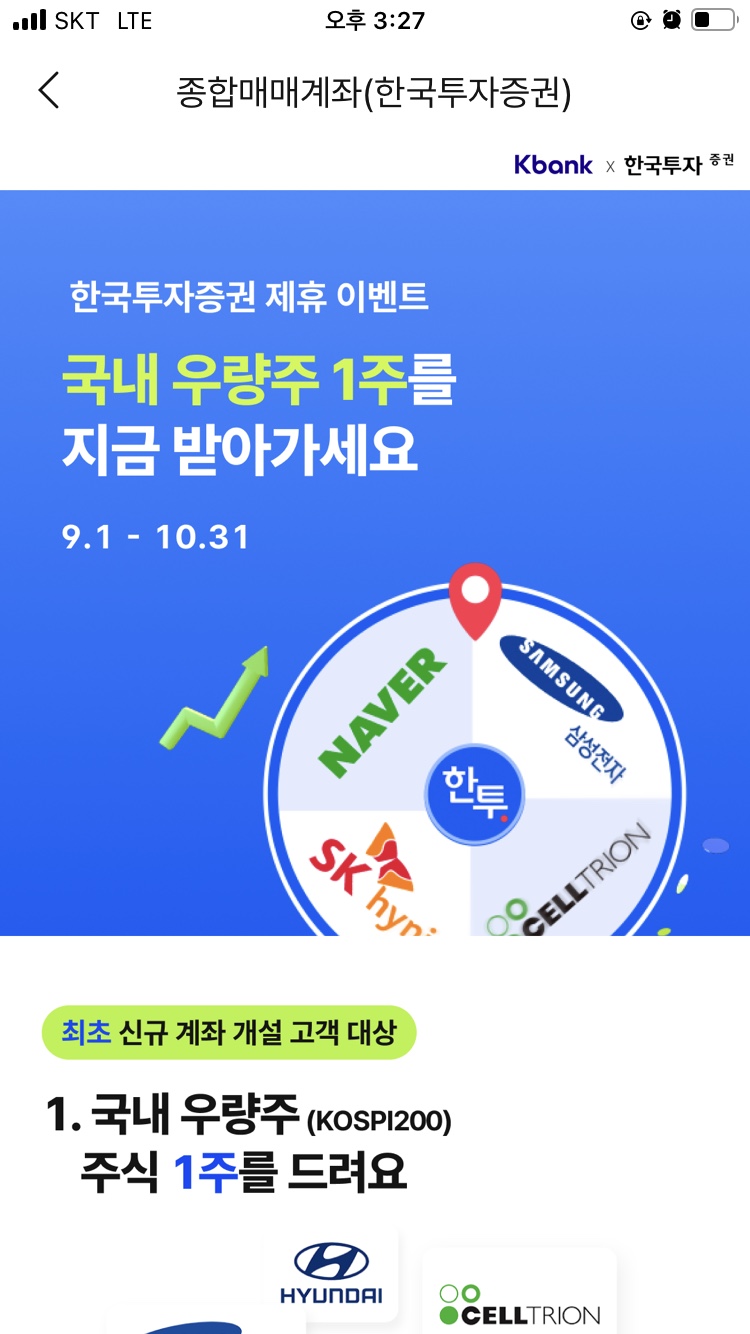 SKT LTE 오후 3:27
종합매매계좌(한국투자증권)
Kbank x 한국투자 증권
한국투자증권 제휴 이벤트
국내 우량주 1주를
지금 받아가세요
9.1 - 10.31
NAVER
SAMSUNG
삼성전자
한투
SK
CELLTRION
최초 신규 계좌 개설 고객 대상
1. 국내 우량주 (KOSPI200)
주식 1주를 드려요
HYUNDAI
CELLTRION